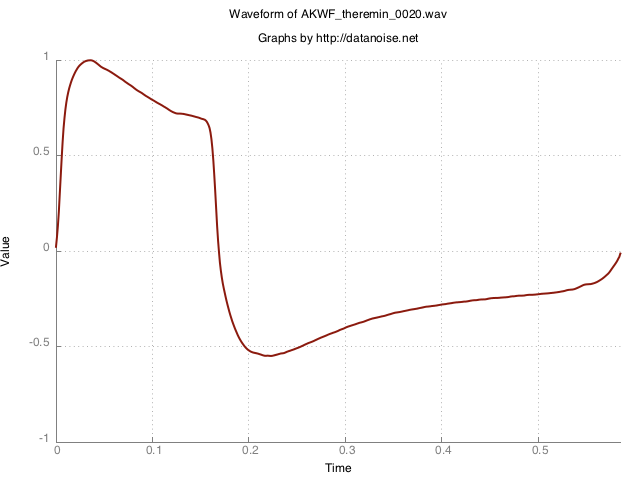 Waveform of AKWF_theremin_0020.wav
Graphs by http://datanoise.net
1
0.5
0
-0.5
-1
Value
0 0.1 0.2 0.3 0.4 0.5
Time